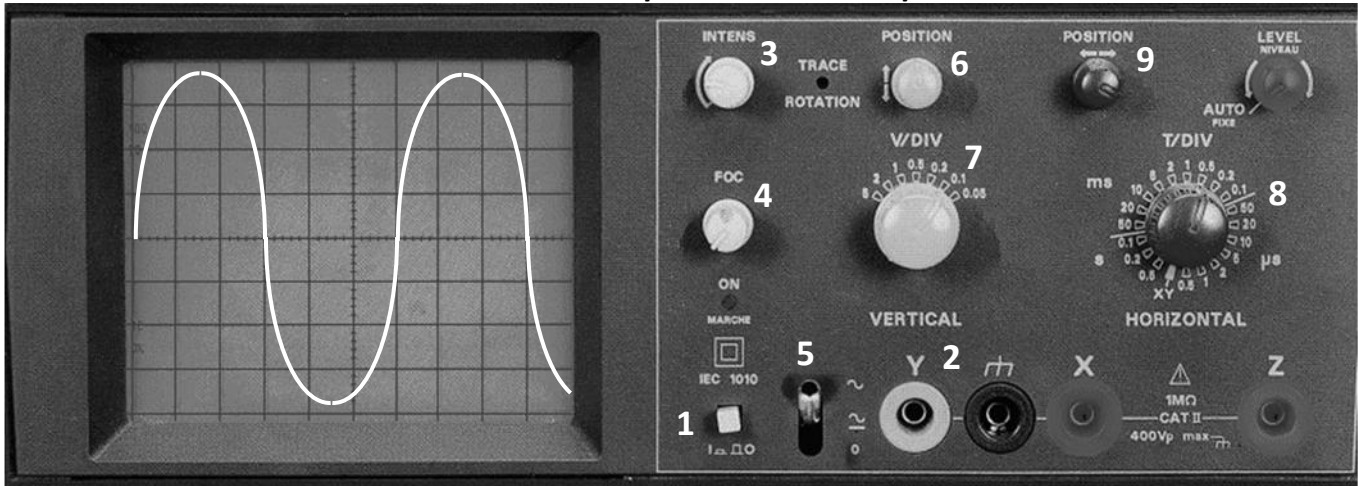 INTENS 3
TRACE
ROTATION
POSITION
6
POSITION
9
LEVEL
NIVEAU
AUTO
FIXE
V/DIV
7
5 2 1 0.5 0.2 0.1 0.05
T/DIV
8
ms
50 20 10 5 2 1 0.5 0.2 0.1
50 20 10 5 2 1 0.5
µs
s
0.1 0.2 0.5
XY
FOC
4
ON
MARCHE
VERTICAL
HORIZONTAL
IEC 1010
1
5
0
Y 2
X
Z
1MΩ
CAT II
400Vp max